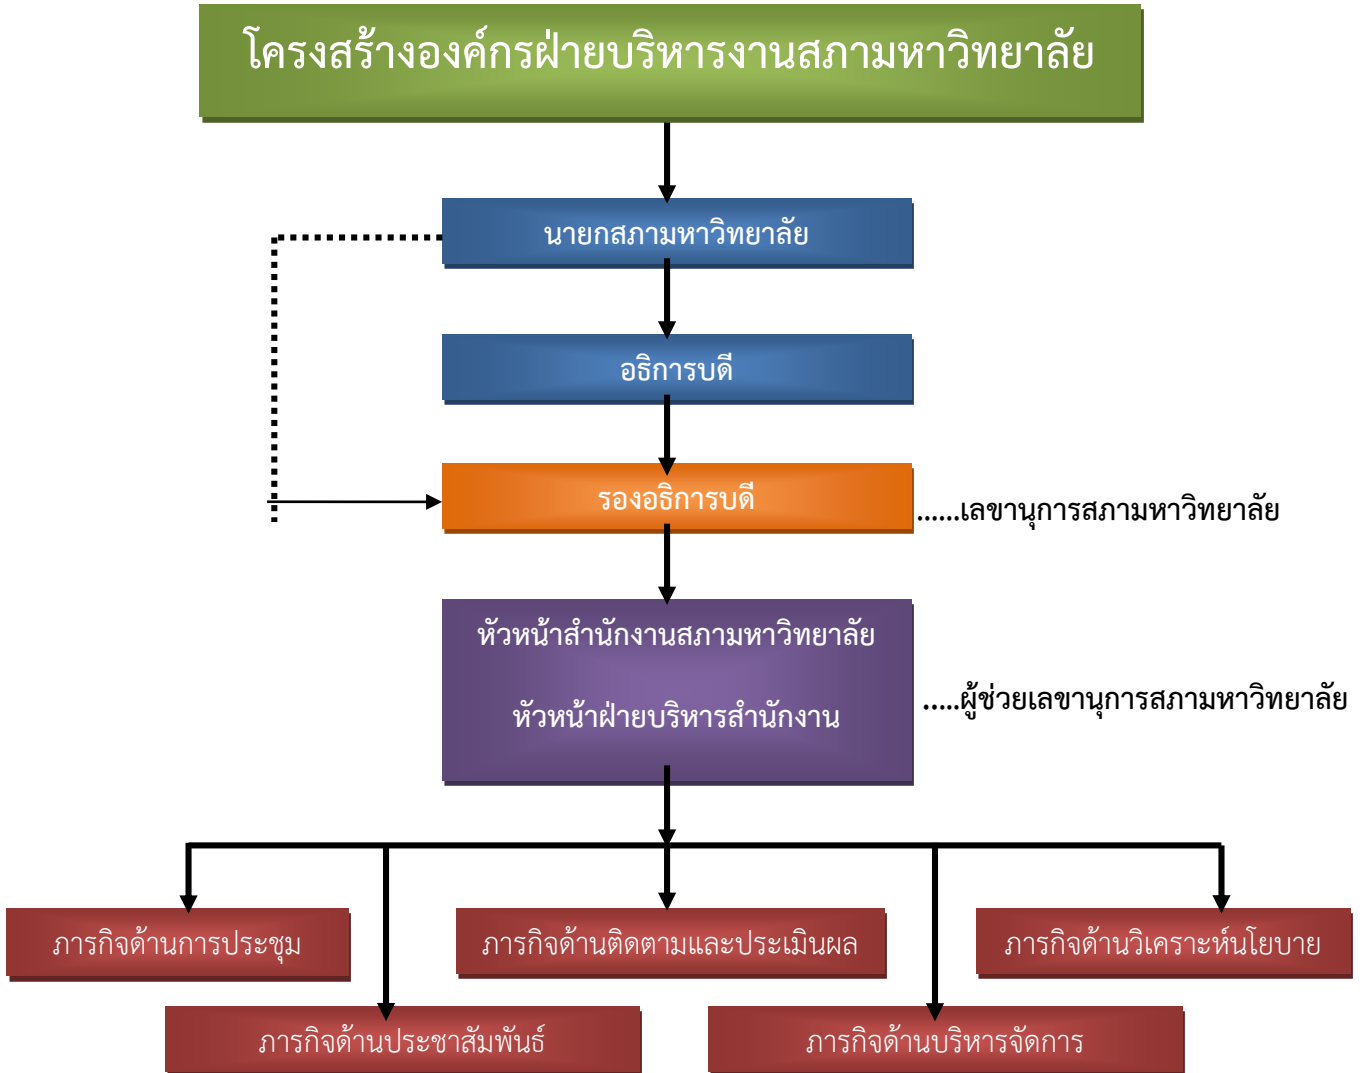 โครงสร้างองค์กรฝ่ายบริหารงานสภามหาวิทยาลัย
นายกสภามหาวิทยาลัย
อธิการบดี
รองอธิการบดี
......เลขานุการสภามหาวิทยาลัย
หัวหน้าสำนักงานสภามหาวิทยาลัย
หัวหน้าฝ่ายบริหารสำนักงาน
.....ผู้ช่วยเลขานุการสภามหาวิทยาลัย
ภารกิจด้านการประชุม
ภารกิจด้านติดตามและประเมินผล
ภารกิจด้านวิเคราะห์นโยบาย
ภารกิจด้านประชาสัมพันธ์
ภารกิจด้านบริหารจัดการ